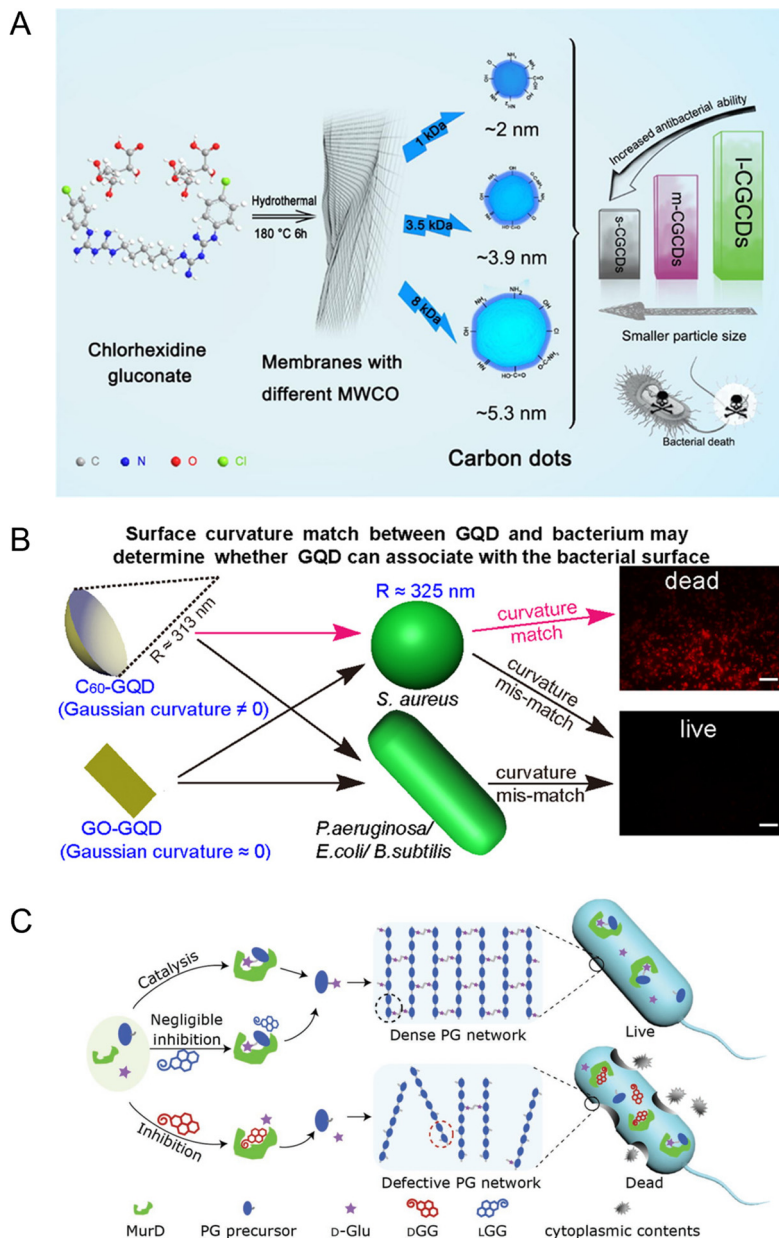 A
Chlorhexidine
gluconate
Hydrothermal
180 °C 6h
Membranes with
different MWCO
1 kDa
3.5 kDa
8 kDa
~2 nm
~3.9 nm
~5.3 nm
Carbon dots
Increased antibacterial ability
s-CGCDs
m-CGCDs
l-CGCDs
Smaller particle size
Bacterial death
C
N
O
Cl
B
Surface curvature match between GQD and bacterium may
determine whether GQD can associate with the bacterial surface
R ≈ 313 nm
C60-GQD
(Gaussian curvature ≠ 0)
GO-GQD
(Gaussian curvature ≈ 0)
R ≈ 325 nm
S. aureus
P.aeruginosa/
E.coli/ B.subtilis
curvature
match
curvature
mis-match
curvature
mis-match
dead
live
C
Catalysis
Negligible
inhibition
Inhibition
Dense PG network
Defective PG network
Live
Dead
MurD
PG precursor
D-Glu
DGG
LGG
cytoplasmic contents